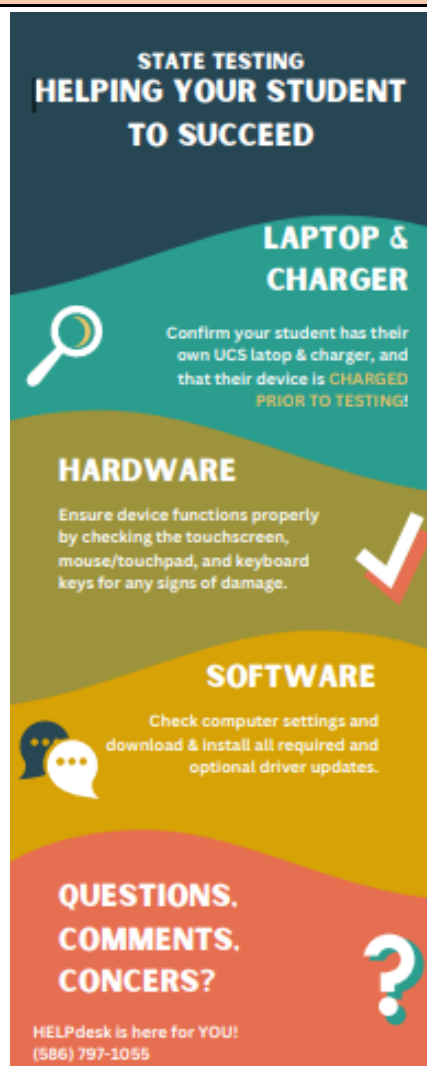 STATE TESTING
HELPING YOUR STUDENT
TO SUCCEED
LAPTOP &
CHARGER
Confirm your student has their
own UCS latop & charger, and
that their device is CHARGED
PRIOR TO TESTING!
HARDWARE
Ensure device functions properly
by checking the touchscreen,
mouse/touchpad, and keyboard
keys for any signs of damage.
SOFTWARE
Check computer settings and
download & install all required and
optional driver updates.
QUESTIONS,
COMMENTS,
CONCERS?
HELPdesk is here for YOU!
(586) 797-1055